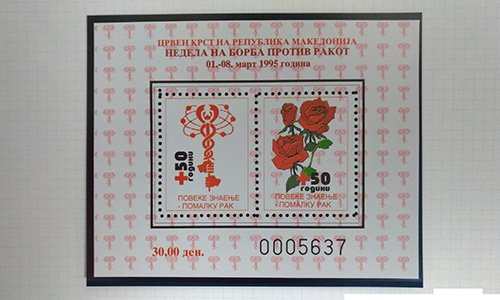 ЦРВЕН КРСТ НА РЕПУБЛИКА МАКЕДОНИЈА
НЕДЕЛА НА БОРБА ПРОТИВ РАКОТ
01.-08. март 1995 година
+50 години
ПОВЕЌЕ ЗНАЕЊЕ
- ПОМАЛКУ РАК
+50
години
ПОВЕЌЕ ЗНАЕЊЕ
- ПОМАЛКУ РАК
30,00 ден.
0005637